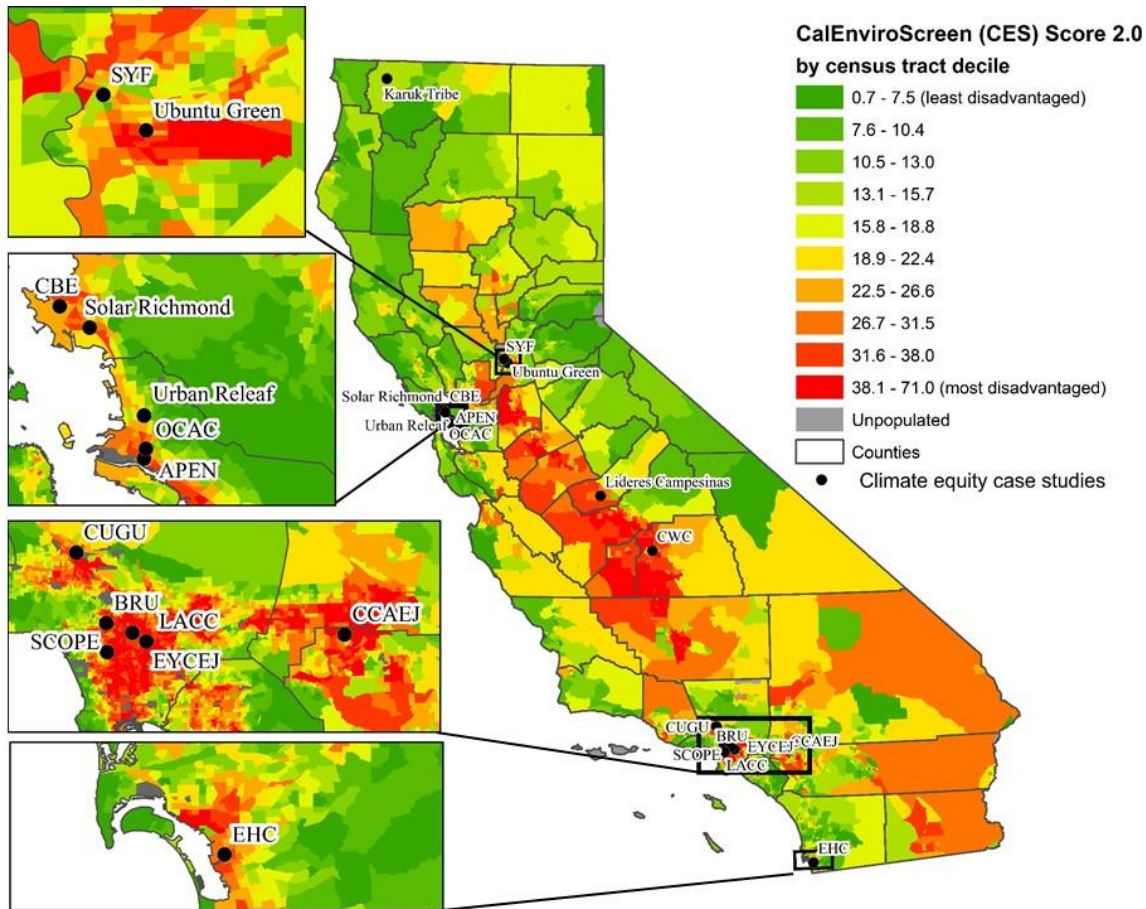 CalEnviroScreen (CES) Score 2.0
by census tract decile
0.7 - 7.5 (least disadvantaged)
7.6 - 10.4
10.5 - 13.0
13.1 - 15.7
15.8 - 18.8
18.9 - 22.4
22.5 - 26.6
26.7 - 31.5
31.6 - 38.0
38.1 - 71.0 (most disadvantaged)
Unpopulated
Counties
Climate equity case studies
SYF
Ubuntu Green
CBE
Solar Richmond
Urban Releaf
OCAC
APEN
CUGU
BRU
LACC
SCOPE
EYCEJ
CCAEJ
EHC
Karuk Tribe
SYF
Ubuntu Green
Solar Richmond
CBE
Urban Releaf
APEN
OCAC
Lideres Campesinas
CWC
CUGU
BRU
SCOPE
EYCEJ
CCAEJ
LACC
EHC